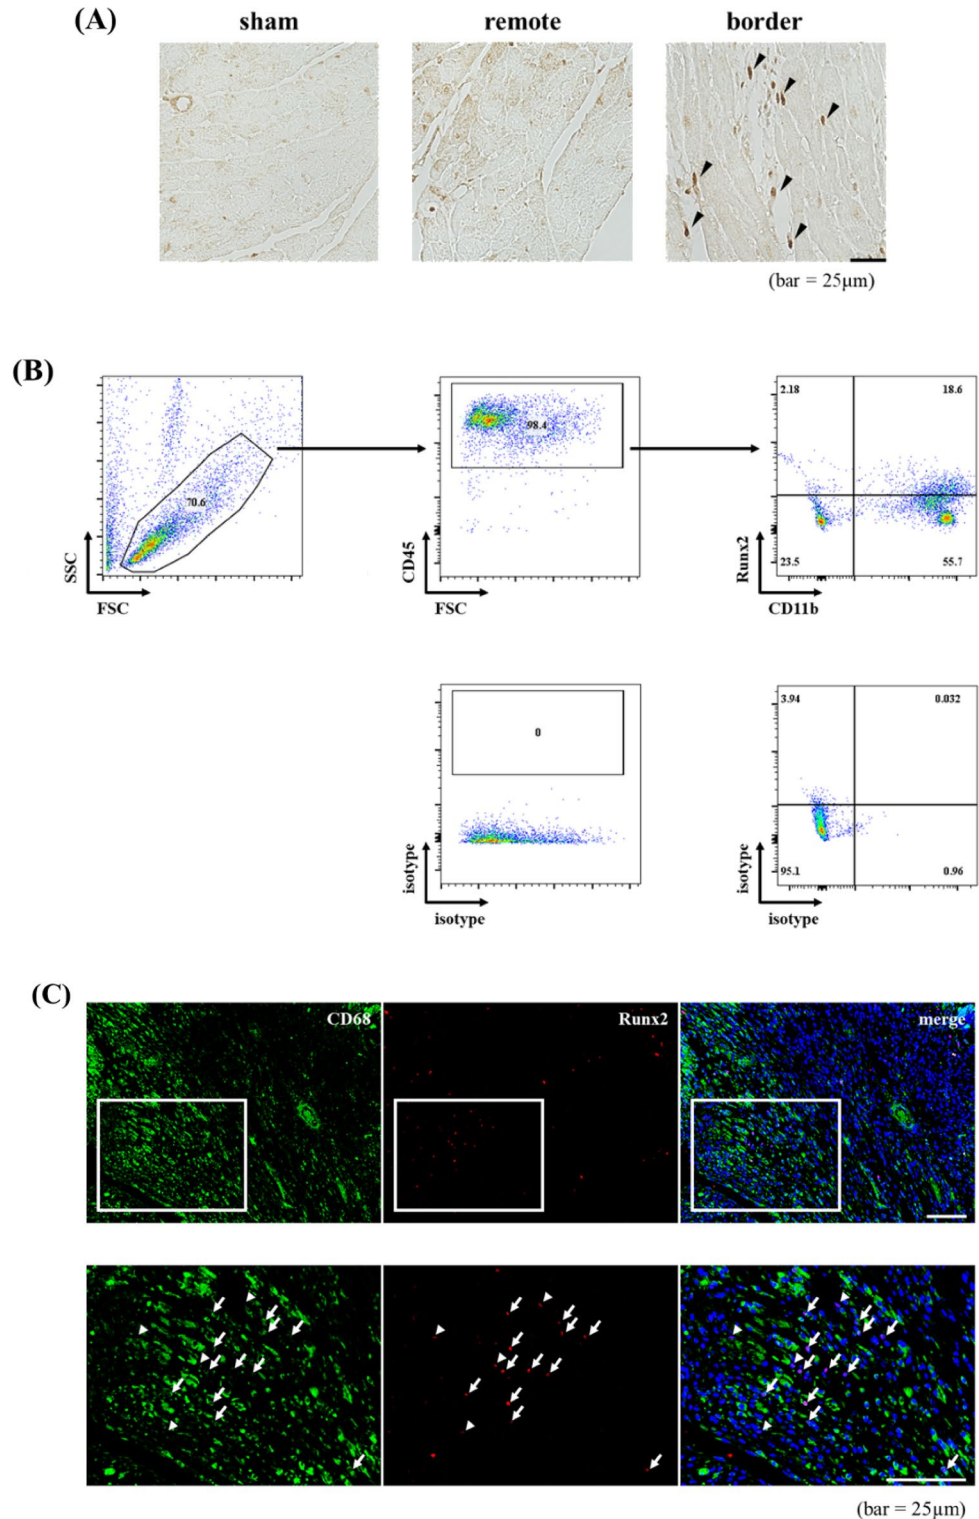 (A)
sham remote border
(bar = 25μm)
(B)
70.6
SSC
FSC
98.4
CD45
FSC
2.18 18.6
23.5 55.7
Runx2
CD11b
0
isotype
isotype
3.94 0.032
95.1 0.96
isotype
isotype
(C)
CD68 Runx2 merge
(bar = 25μm)